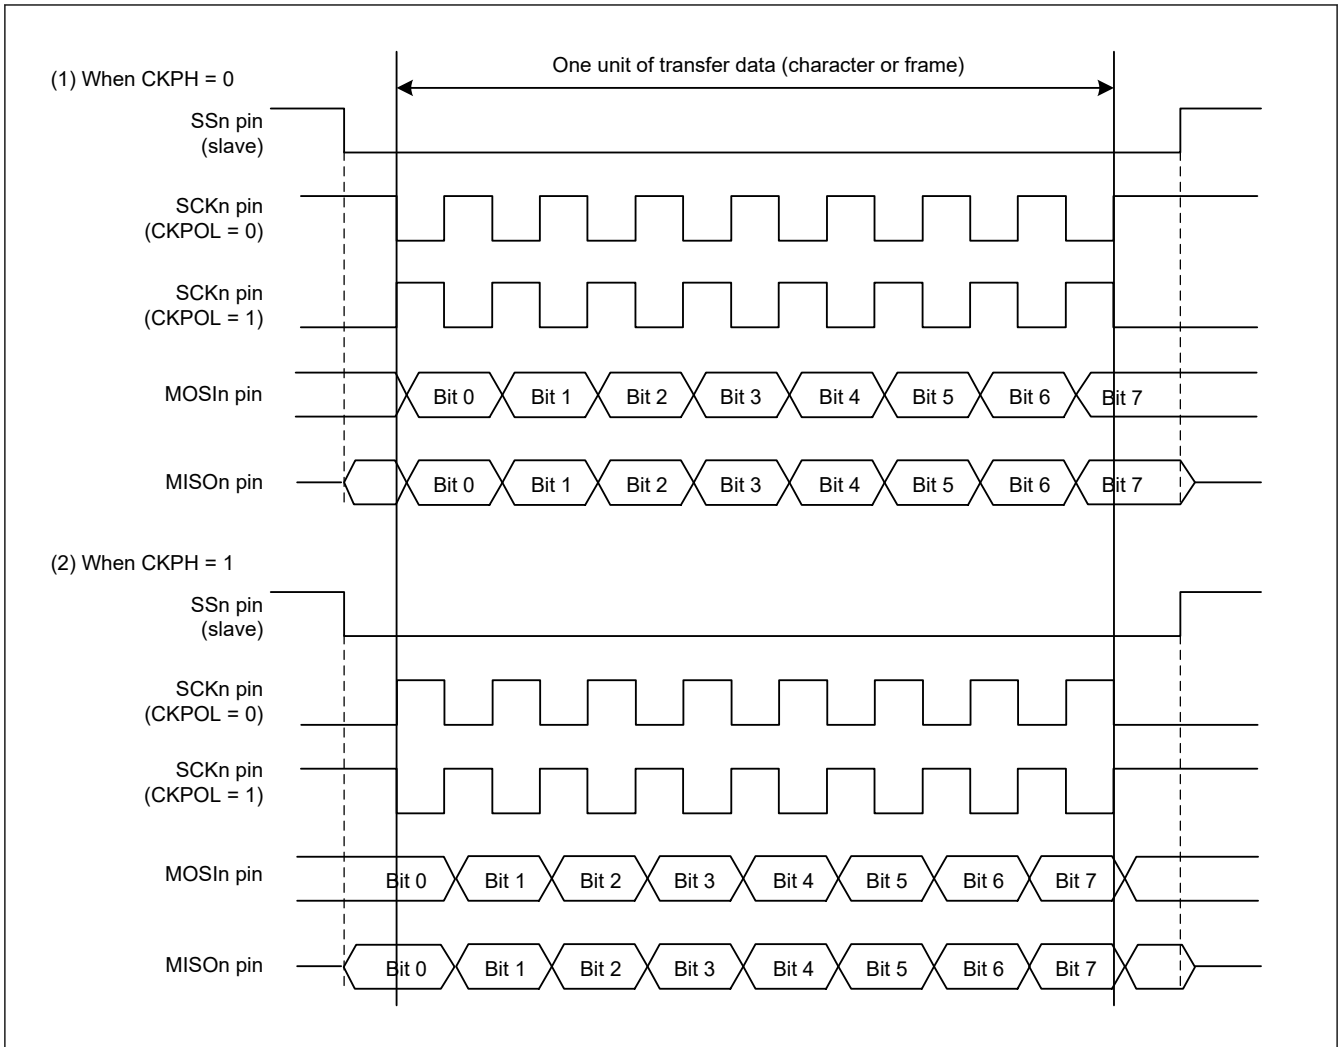 One unit of transfer data (character or frame)
(1) When CKPH = 0
SSn pin
(slave)
SCKn pin
(CKPOL = 0)
SCKn pin
(CKPOL = 1)
MOSIn pin
Bit 0 Bit 1 Bit 2 Bit 3 Bit 4 Bit 5 Bit 6 Bit 7
MISOn pin
Bit 0 Bit 1 Bit 2 Bit 3 Bit 4 Bit 5 Bit 6 Bit 7
(2) When CKPH = 1
SSn pin
(slave)
SCKn pin
(CKPOL = 0)
SCKn pin
(CKPOL = 1)
MOSIn pin
Bit 0 Bit 1 Bit 2 Bit 3 Bit 4 Bit 5 Bit 6 Bit 7
MISOn pin
Bit 0 Bit 1 Bit 2 Bit 3 Bit 4 Bit 5 Bit 6 Bit 7